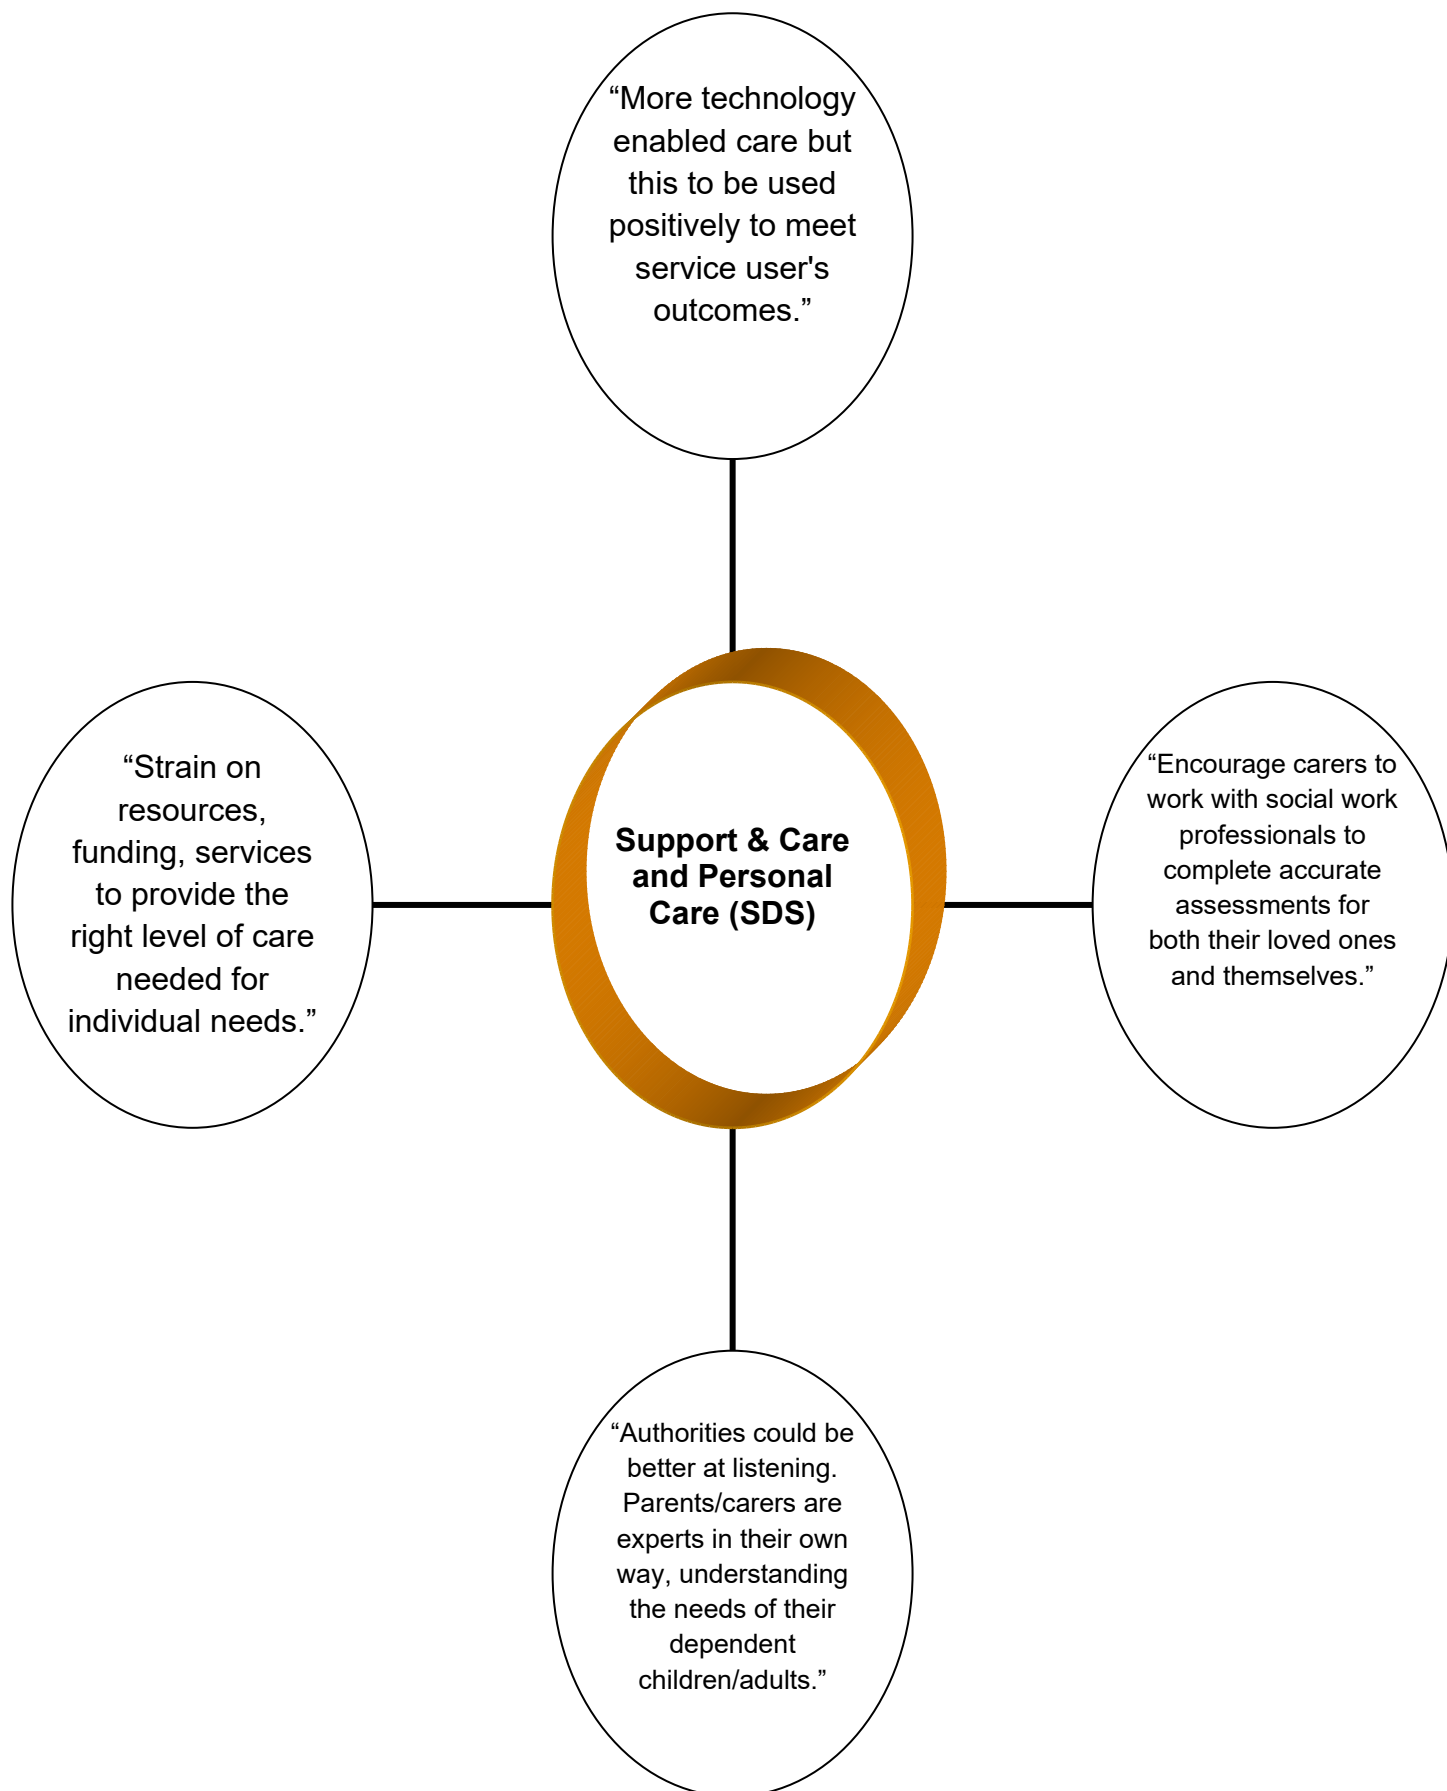 “More technology
enabled care but
this to be used
positively to meet
service user's
outcomes.”
“Strain on
resources,
funding, services
to provide the
right level of care
needed for
individual needs.”
Support & Care
and Personal
Care (SDS)
“Encourage carers to
work with social work
professionals to
complete accurate
assessments for
both their loved ones
and themselves.”
“Authorities could be
better at listening.
Parents/carers are
experts in their own
way, understanding
the needs of their
dependent
children/adults.”